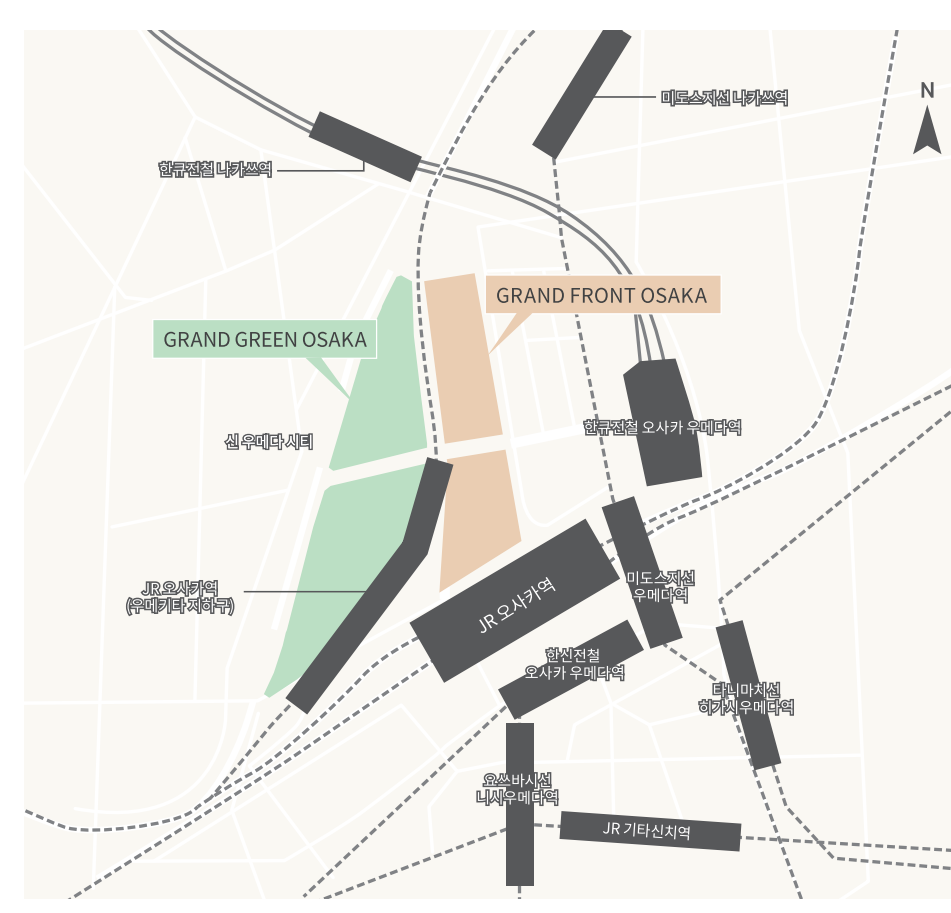 N
미도스지선 나카쓰역
한큐전철 나카쓰역
GRAND FRONT OSAKA
GRAND GREEN OSAKA
한큐전철 오사카 우메다역
신 우메다 시티
JR 오사카역
(우메키타 지하구)
JR 오사카역
미도스지선
우메다역
한신전철
오사카 우메다역
타니마치선
히가시우메다역
요쓰바시선
니시우메다역
JR 기타신치역